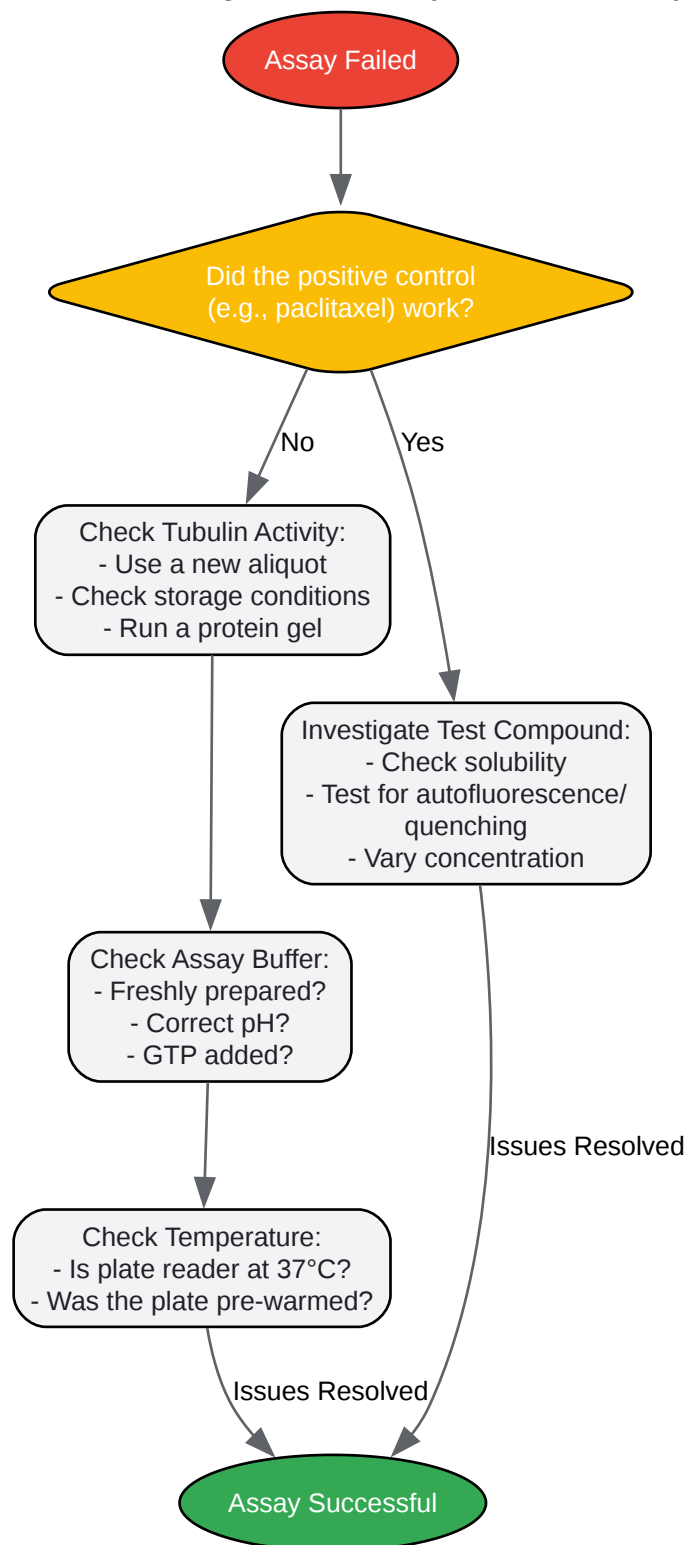 Assay Failed
Did the positive control
(e.g., paclitaxel) work?
No
Yes
Check Tubulin Activity:
- Use a new aliquot
- Check storage conditions
- Run a protein gel
Investigate Test Compound:
- Check solubility
- Test for autofluorescence/
quenching
- Vary concentration
Check Assay Buffer:
- Freshly prepared?
- Correct pH?
- GTP added?
Issues Resolved
Check Temperature:
- Is plate reader at 37°C?
- Was the plate pre-warmed?
Issues Resolved
Assay Successful